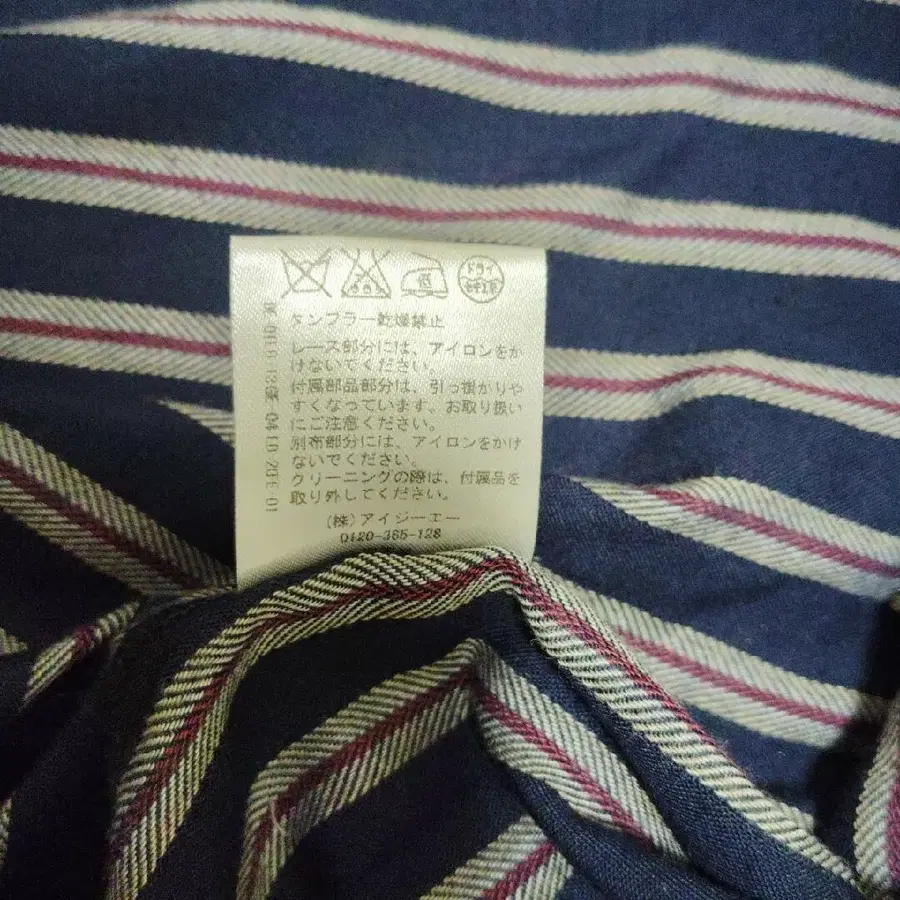 ドライ
低
タンブラー乾燥禁止
レース部分には、アイロンをか
けないでください。
付属部品部分は、引っ掛かりや
すくなっています。お取り扱い
にご注意ください。
別布部分には、アイロンをかけ
ないでください。
クリーニングの際は、付属品を
取り外してください。
(株)アイジーエー
0120-365-128